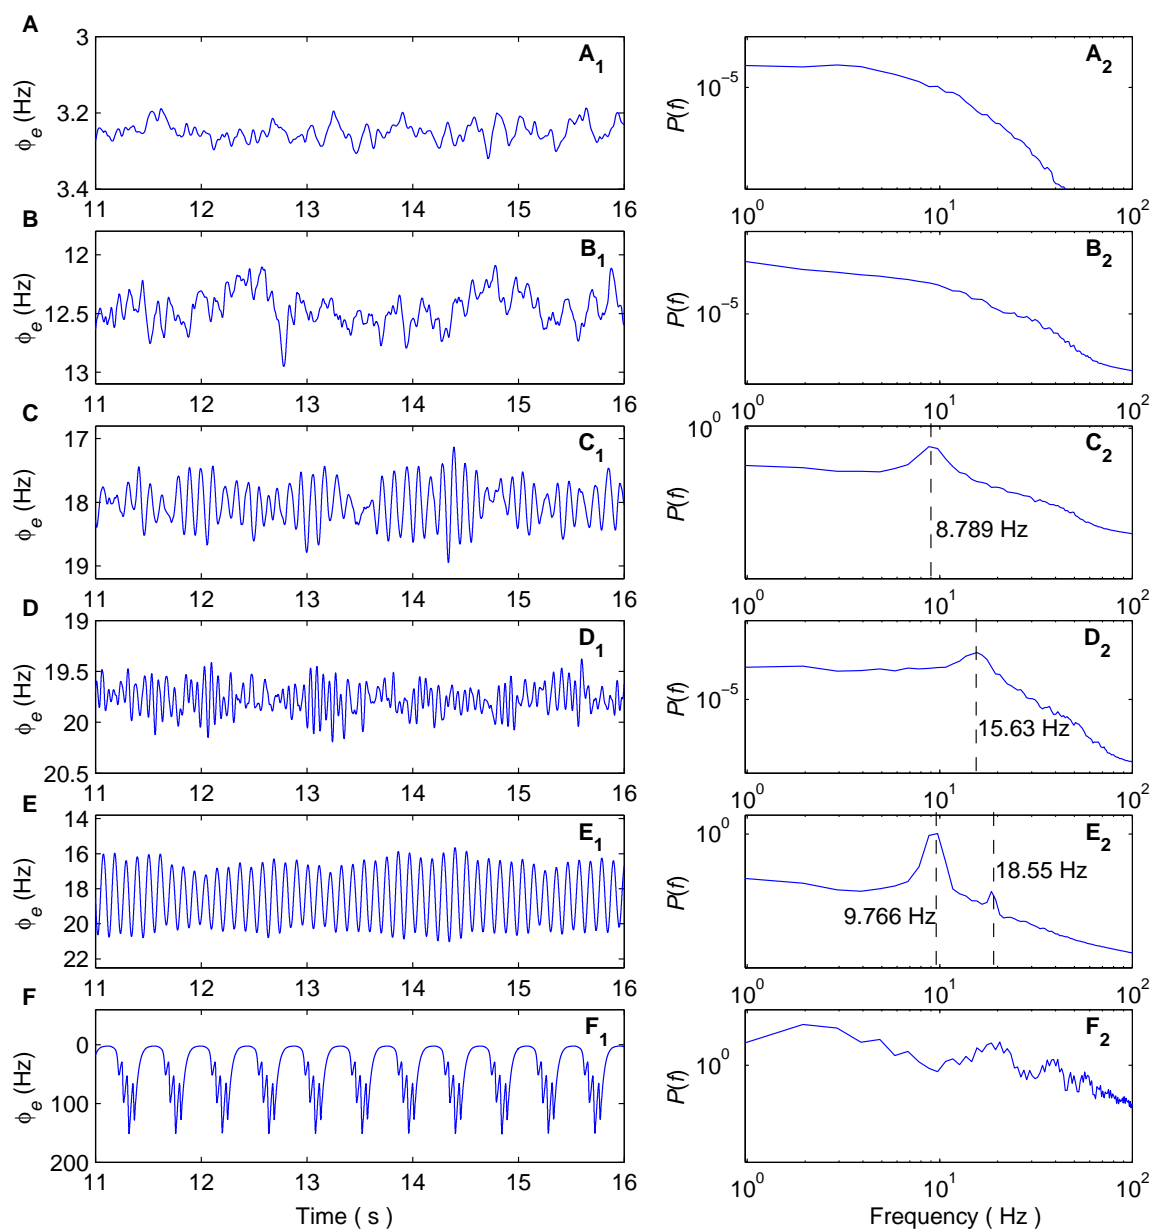 A
A1
3
3.2
3.4
ϕe (Hz)
11 12 13 14 15 16
A2
10^-5
P(f)
10^0 10^1 10^2
B
B1
12
12.5
13
ϕe (Hz)
11 12 13 14 15 16
B2
10^-5
P(f)
10^0 10^1 10^2
C
C1
17
18
19
ϕe (Hz)
11 12 13 14 15 16
C2
10^0
P(f)
8.789 Hz
10^0 10^1 10^2
D
D1
19
19.5
20
20.5
ϕe (Hz)
11 12 13 14 15 16
D2
10^-5
P(f)
15.63 Hz
10^0 10^1 10^2
E
E1
14
16
18
20
22
ϕe (Hz)
11 12 13 14 15 16
E2
10^0
P(f)
18.55 Hz
9.766 Hz
10^0 10^1 10^2
F
F1
0
100
200
ϕe (Hz)
11 12 13 14 15 16
Time ( s )
F2
10^0
P(f)
10^0 10^1 10^2
Frequency ( Hz )